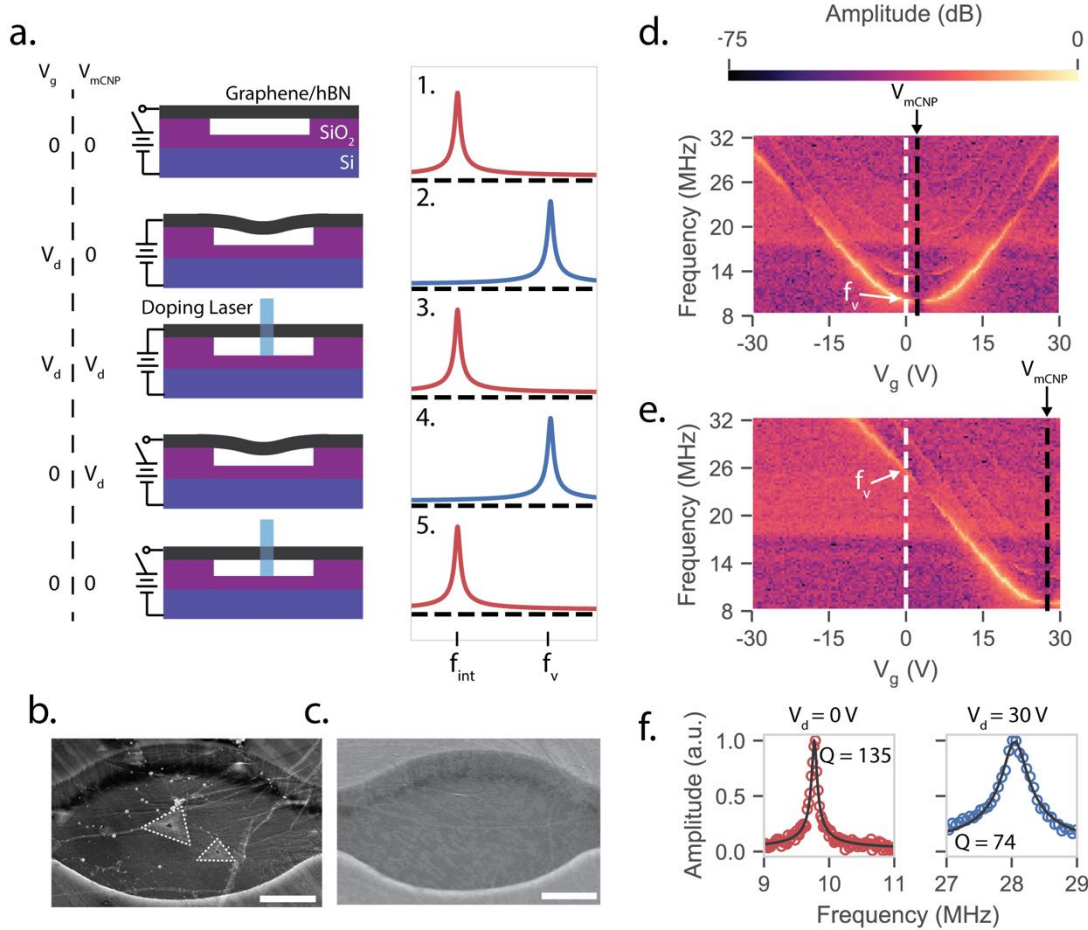 a.
V_g V_mCNP
Graphene/hBN
SiO₂
Si
0 0
V_d 0
Doping Laser
V_d V_d
0 V_d
0 0
1.
2.
3.
4.
5.
f_int f_v
b.
c.
d.
Amplitude (dB)
-75 0
V_mCNP
Frequency (MHz)
32
26
20
14
8
f_v
-30 -15 0 15 30
V_g (V)
e.
V_mCNP
Frequency (MHz)
32
26
20
14
8
f_v
-30 -15 0 15 30
V_g (V)
f.
V_d = 0 V
V_d = 30 V
Amplitude (a.u.)
1.0
0.5
0.0
Q = 135
Q = 74
9 10 11
27 28 29
Frequency (MHz)